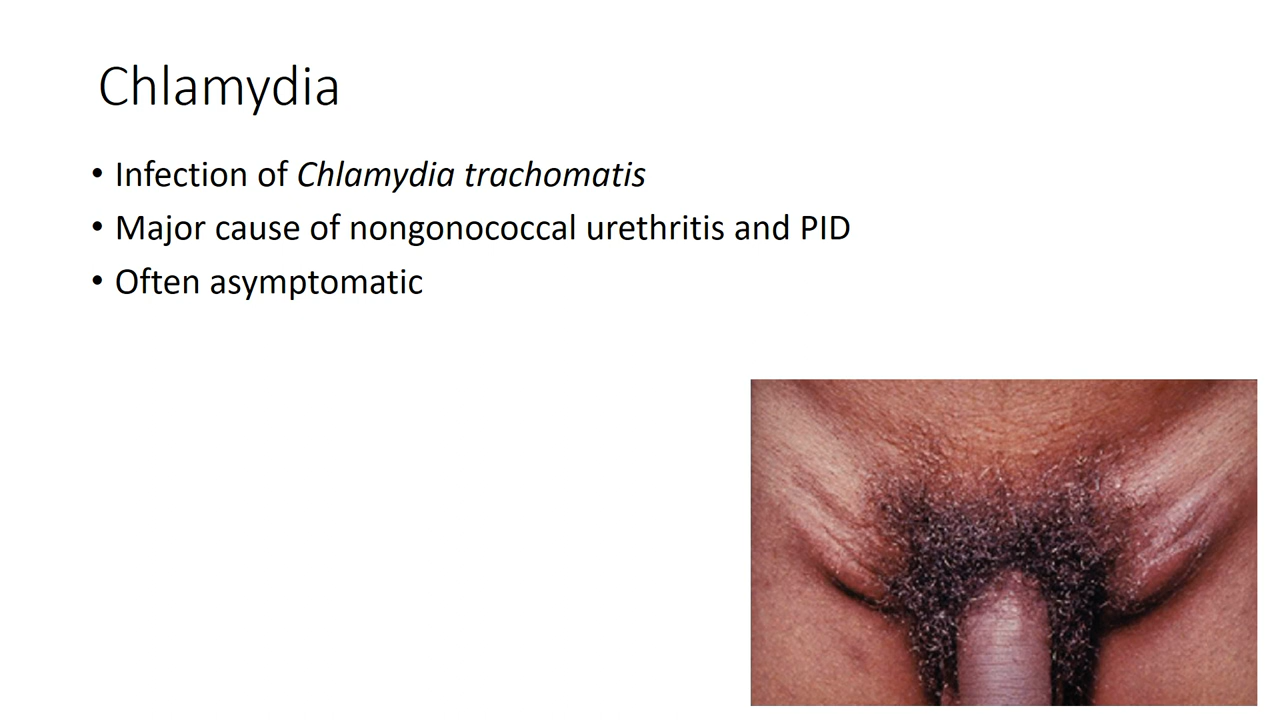 Chlamydia
• Infection of Chlamydia trachomatis
• Major cause of nongonococcal urethritis and PID
• Often asymptomatic